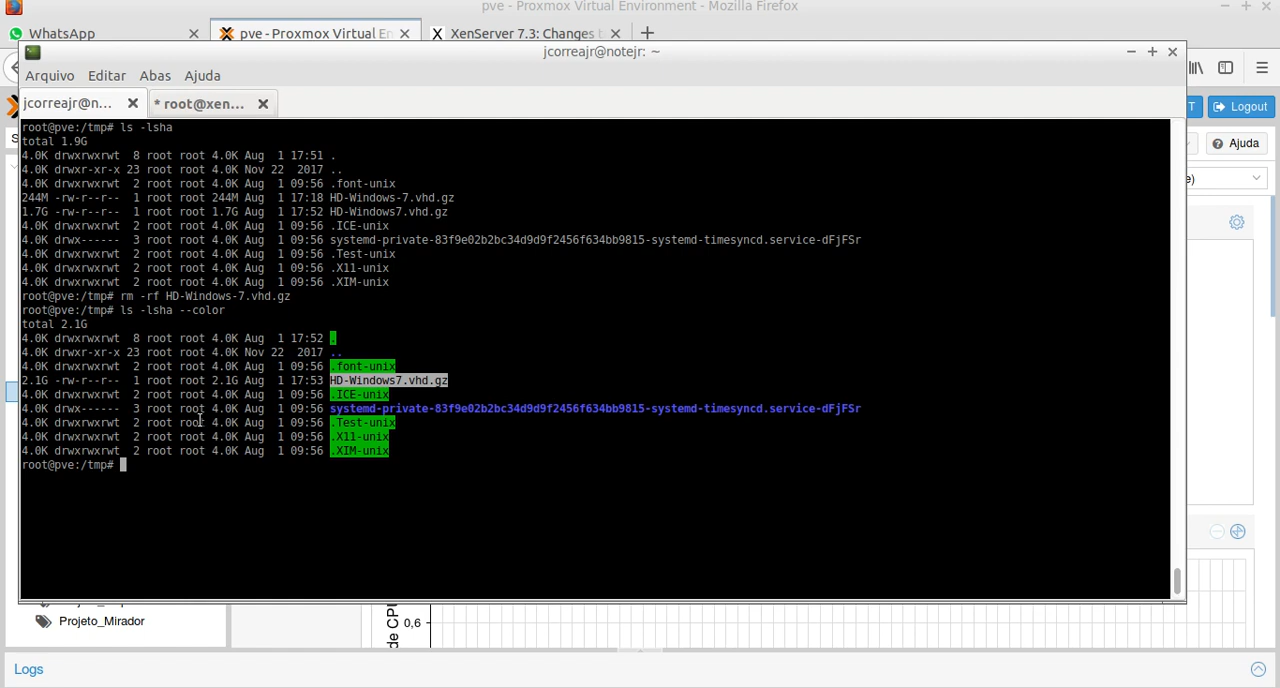 pve - Proxmox Virtual Environment - Mozilla Firefox
WhatsApp
pve - Proxmox Virtual En
XenServer 7.3: Changes t
jcorreajr@notejr: ~
Arquivo Editar Abas Ajuda
jcorreajr@n...
* root@xen...
T
Logout
Ajuda
e)
root@pve:/tmp# ls -lsha
total 1.9G
4.0K drwxrwxrwt 8 root root 4.0K Aug 1 17:51 .
4.0K drwxr-xr-x 23 root root 4.0K Nov 22 2017 ..
4.0K drwxrwxrwt 2 root root 4.0K Aug 1 09:56 .font-unix
244M -rw-r--r-- 1 root root 244M Aug 1 17:18 HD-Windows-7.vhd.gz
1.7G -rw-r--r-- 1 root root 1.7G Aug 1 17:52 HD-Windows7.vhd.gz
4.0K drwxrwxrwt 2 root root 4.0K Aug 1 09:56 .ICE-unix
4.0K drwx------ 3 root root 4.0K Aug 1 09:56 systemd-private-83f9e02b2bc34d9d9f2456f634bb9815-systemd-timesyncd.service-dFjFSr
4.0K drwxrwxrwt 2 root root 4.0K Aug 1 09:56 .Test-unix
4.0K drwxrwxrwt 2 root root 4.0K Aug 1 09:56 .X11-unix
4.0K drwxrwxrwt 2 root root 4.0K Aug 1 09:56 .XIM-unix
root@pve:/tmp# rm -rf HD-Windows-7.vhd.gz
root@pve:/tmp# ls -lsha --color
total 2.1G
4.0K drwxrwxrwt 8 root root 4.0K Aug 1 17:52 .
4.0K drwxr-xr-x 23 root root 4.0K Nov 22 2017 ..
4.0K drwxrwxrwt 2 root root 4.0K Aug 1 09:56 .font-unix
2.1G -rw-r--r-- 1 root root 2.1G Aug 1 17:53 HD-Windows7.vhd.gz
4.0K drwxrwxrwt 2 root root 4.0K Aug 1 09:56 .ICE-unix
4.0K drwx------ 3 root root 4.0K Aug 1 09:56 systemd-private-83f9e02b2bc34d9d9f2456f634bb9815-systemd-timesyncd.service-dFjFSr
4.0K drwxrwxrwt 2 root root 4.0K Aug 1 09:56 .Test-unix
4.0K drwxrwxrwt 2 root root 4.0K Aug 1 09:56 .X11-unix
4.0K drwxrwxrwt 2 root root 4.0K Aug 1 09:56 .XIM-unix
root@pve:/tmp#
Projeto_Mirador
de CPU
0,6
Logs